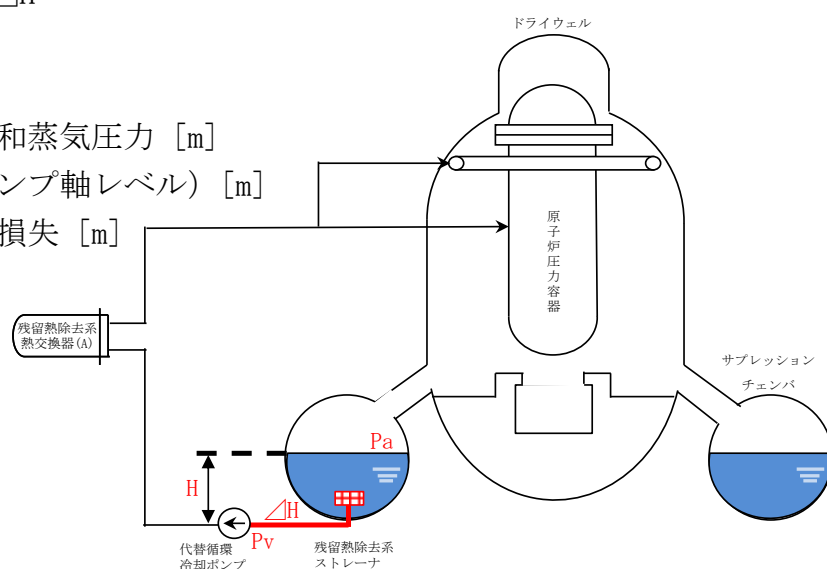 ドライウェル
和蒸気圧力 [m]
ンプ軸レベル) [m]
損失 [m]
原子炉圧力容器
残留熱除去系
熱交換器(A)
サプレッション
チェンバ
Pa
H
⊿H
Pv
代替循環
冷却ポンプ
残留熱除去系
ストレーナ